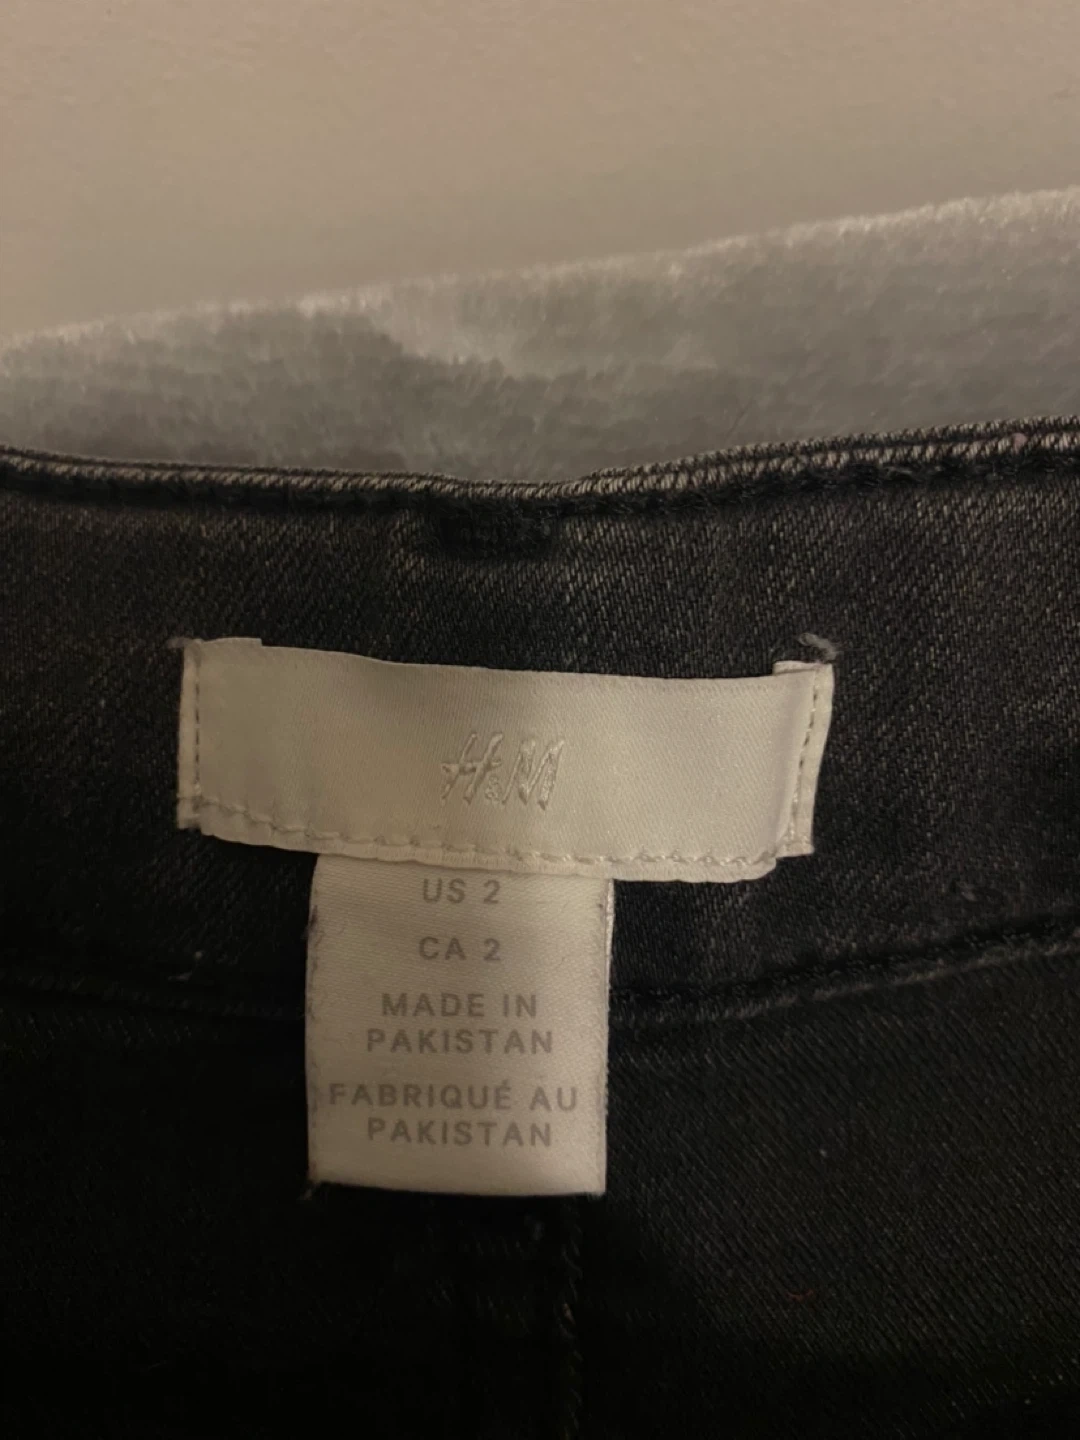 H&M
US 2
CA 2
MADE IN
PAKISTAN
FABRIQUÉ AU
PAKISTAN